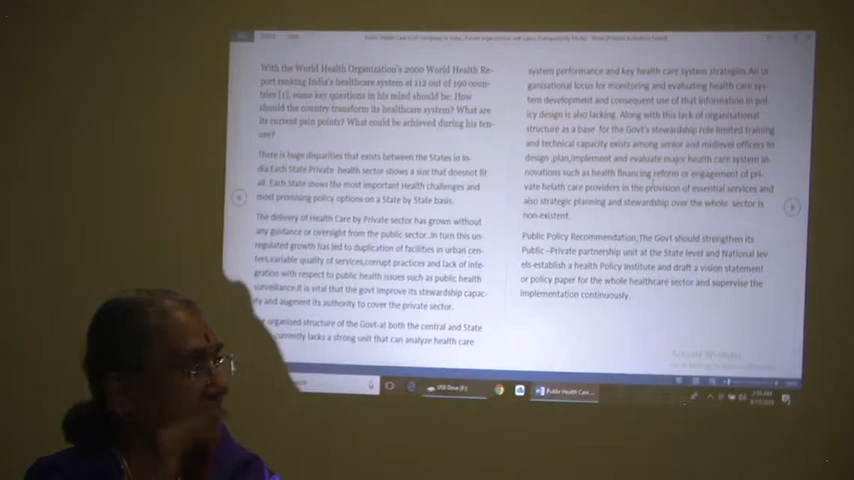 With the World Health Organization's 2000 World Health Re-
port ranking India's healthcare system at 112 out of 190 coun-
tries [1], some key questions in his mind should be: How
should the country transform its healthcare system? What are
its current pain points? What could be achieved during his ten-
ure?
There is huge disparities that exists between the States in In-
dia.Each State Private health sector shows a size that doesnot fit
all. Each State shows the most important Health challenges and
most promising policy options on a State by State basis.
The delivery of Health Care by Private sector has grown without
any guidance or oversight from the public sector..In turn this un-
regulated growth has led to duplication of facilities in urban cen-
ters,variable quality of services,corrupt practices and lack of inte-
gration with respect to public health issues such as public health
surveillance.It is vital that the govt improve its stewardship capac-
ity and augment its authority to cover the private sector.
organised structure of the Govt-at both the central and State
currently lacks a strong unit that can analyze health care
system performance and key health care system strategies.An or
ganisational locus for monitoring and evaluating health care sys-
tem development and consequent use of that information in pol
icy design is also lacking. Along with this lack of organisational
structure as a base for the Govt's stewardship role limited training
and technical capacity exists among senior and midlevel officers to
design ,plan,implement and evaluate major health care system in-
novations such as health financing reform or engagement of pri-
vate helath care providers in the provision of essential services and
also strategic planning and stewardship over the whole sector is
non-existent.
Public Policy Recommendation;The Govt should strengthen its
Public –Private partnership unit at the State level and National lev
els-establish a health Policy Institute and draft a vision statement
or policy paper for the whole healthcare sector and supervise the
implementation continuously.
Activate Windows
USB Drive (F:)
Public Health Care ...